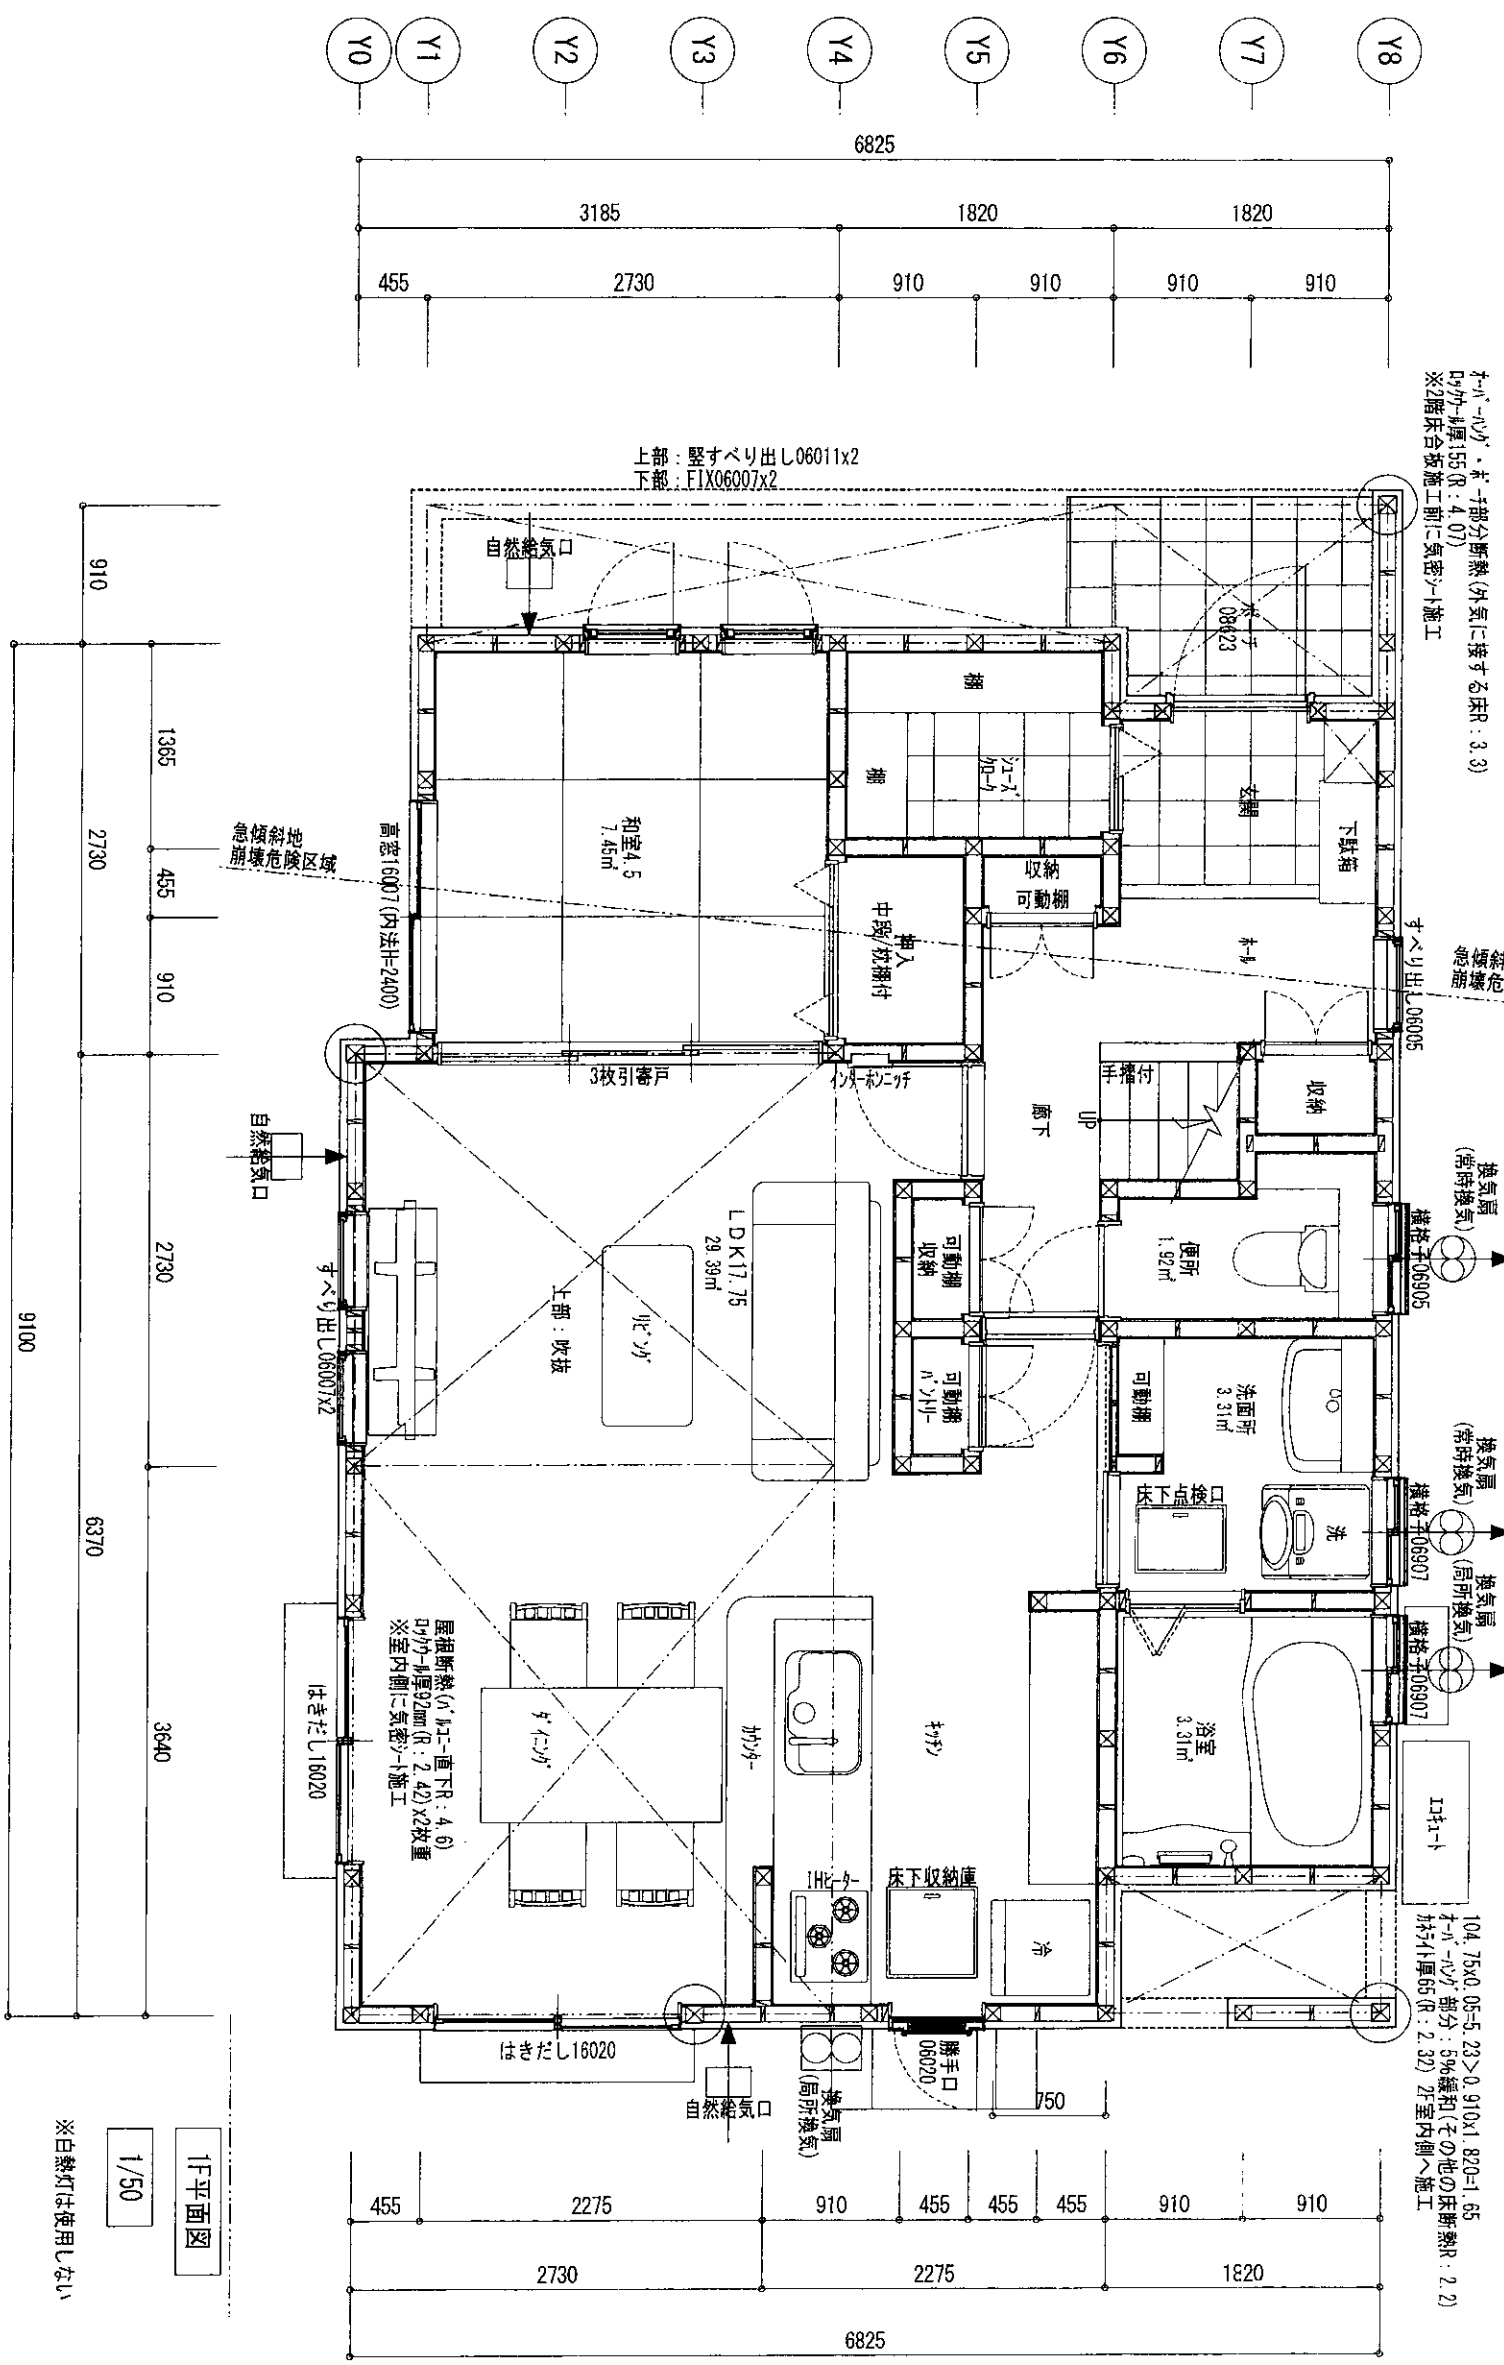 Y0
Y1
Y2
Y3
Y4
Y5
Y6
Y7
Y8
6825
3185
1820
1820
455
2730
910
910
910
910
オーバーハング・ポーチ部分断熱(外気に接する床R:3.3)
ロックウール厚155(R:4.07)
※2階床合板施工前に気密シート施工
上部：竪すべり出し06011x2
下部：FIX06007x2
自然給気口
ポーチ
08623
棚
棚
シューズ
クローク
玄関
下駄箱
和室4.5
7.45㎡
収納
可動棚
押入
中段/枕棚付
ホール
すべり出し06005
急傾斜地
崩壊危険区域
急傾斜
崩壊危
高窓16007(内法H=2400)
3枚引寄戸
インターホンニッチ
廊下
手摺付
UP
収納
換気扇
(常時換気)
横格子06905
便所
1.92㎡
可動棚
収納
可動棚
パントリー
自然給気口
すべり出し06007x2
LDK17.75
29.39㎡
リビング
上部：吹抜
可動棚
洗面所
3.31㎡
床下点検口
洗
換気扇
(常時換気)
横格子06907
換気扇
(局所換気)
横格子06907
浴室
3.31㎡
エコキュート
はきだし16020
屋根断熱(バルコニー直下R:4.6)
ロックウール厚92mm(R:2.42)x2枚重
※室内側に気密シート施工
ダイニング
カウンター
キッチン
IHヒーター
床下収納庫
冷
はきだし16020
自然給気口
換気扇
(局所換気)
勝手口
06020
750
104.75x0.05=5.23>0.910x1.820=1.65
オーバーハング部分：5%緩和(その他の床断熱R:2.2)
カネライト厚65(R:2.32) 2F室内側へ施工
910
1365
455
910
2730
2730
3640
6370
9100
455
2275
910
455
455
455
910
910
2730
2275
1820
6825
1F平面図
1/50
※白熱灯は使用しない